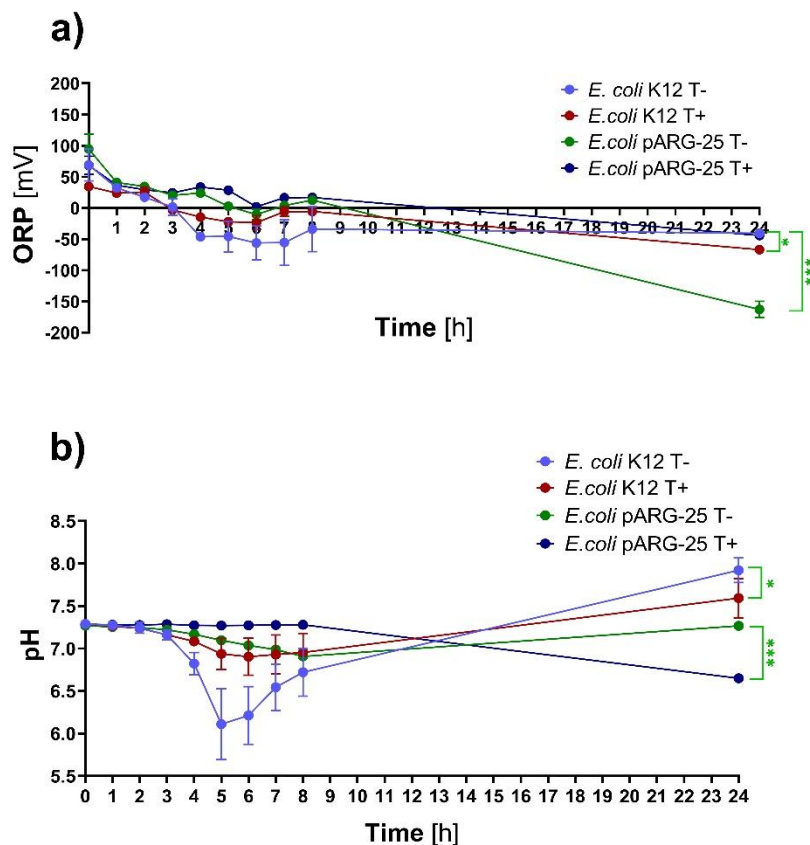 a)
200
150
100
50
0
-50
-100
-150
-200
ORP [mV]
1 2 3 4 5 6 7 8 9 10 11 12 13 14 15 16 17 18 19 20 21 22 23 24
Time [h]
E. coli K12 T-
E.coli K12 T+
E.coli pARG-25 T-
E.coli pARG-25 T+
*
***
b)
8.5
8.0
7.5
7.0
6.5
6.0
5.5
pH
0 1 2 3 4 5 6 7 8 9 10 11 12 13 14 15 16 17 18 19 20 21 22 23 24
Time [h]
E. coli K12 T-
E.coli K12 T+
E.coli pARG-25 T-
E.coli pARG-25 T+
*
***